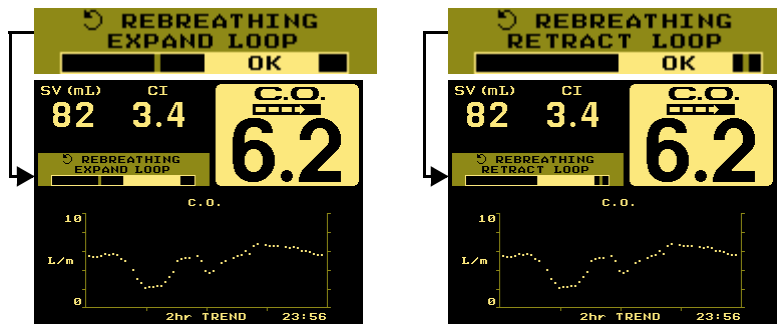 REBREATHING
EXPAND LOOP
OK
SV (mL) CI C.O.
82 3.4 6.2
REBREATHING
EXPAND LOOP
C.O.
10
L/m
0
2hr TREND 23:56
REBREATHING
RETRACT LOOP
OK
SV (mL) CI C.O.
82 3.4 6.2
REBREATHING
RETRACT LOOP
C.O.
10
L/m
0
2hr TREND 23:56